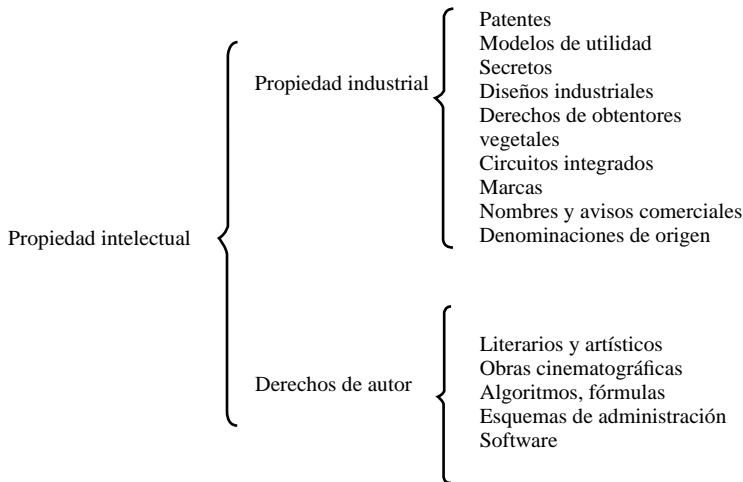 Propiedad intelectual
Propiedad industrial
Patentes
Modelos de utilidad
Secretos
Diseños industriales
Derechos de obtentores
vegetales
Circuitos integrados
Marcas
Nombres y avisos comerciales
Denominaciones de origen
Derechos de autor
Literarios y artísticos
Obras cinematográficas
Algoritmos, fórmulas
Esquemas de administración
Software